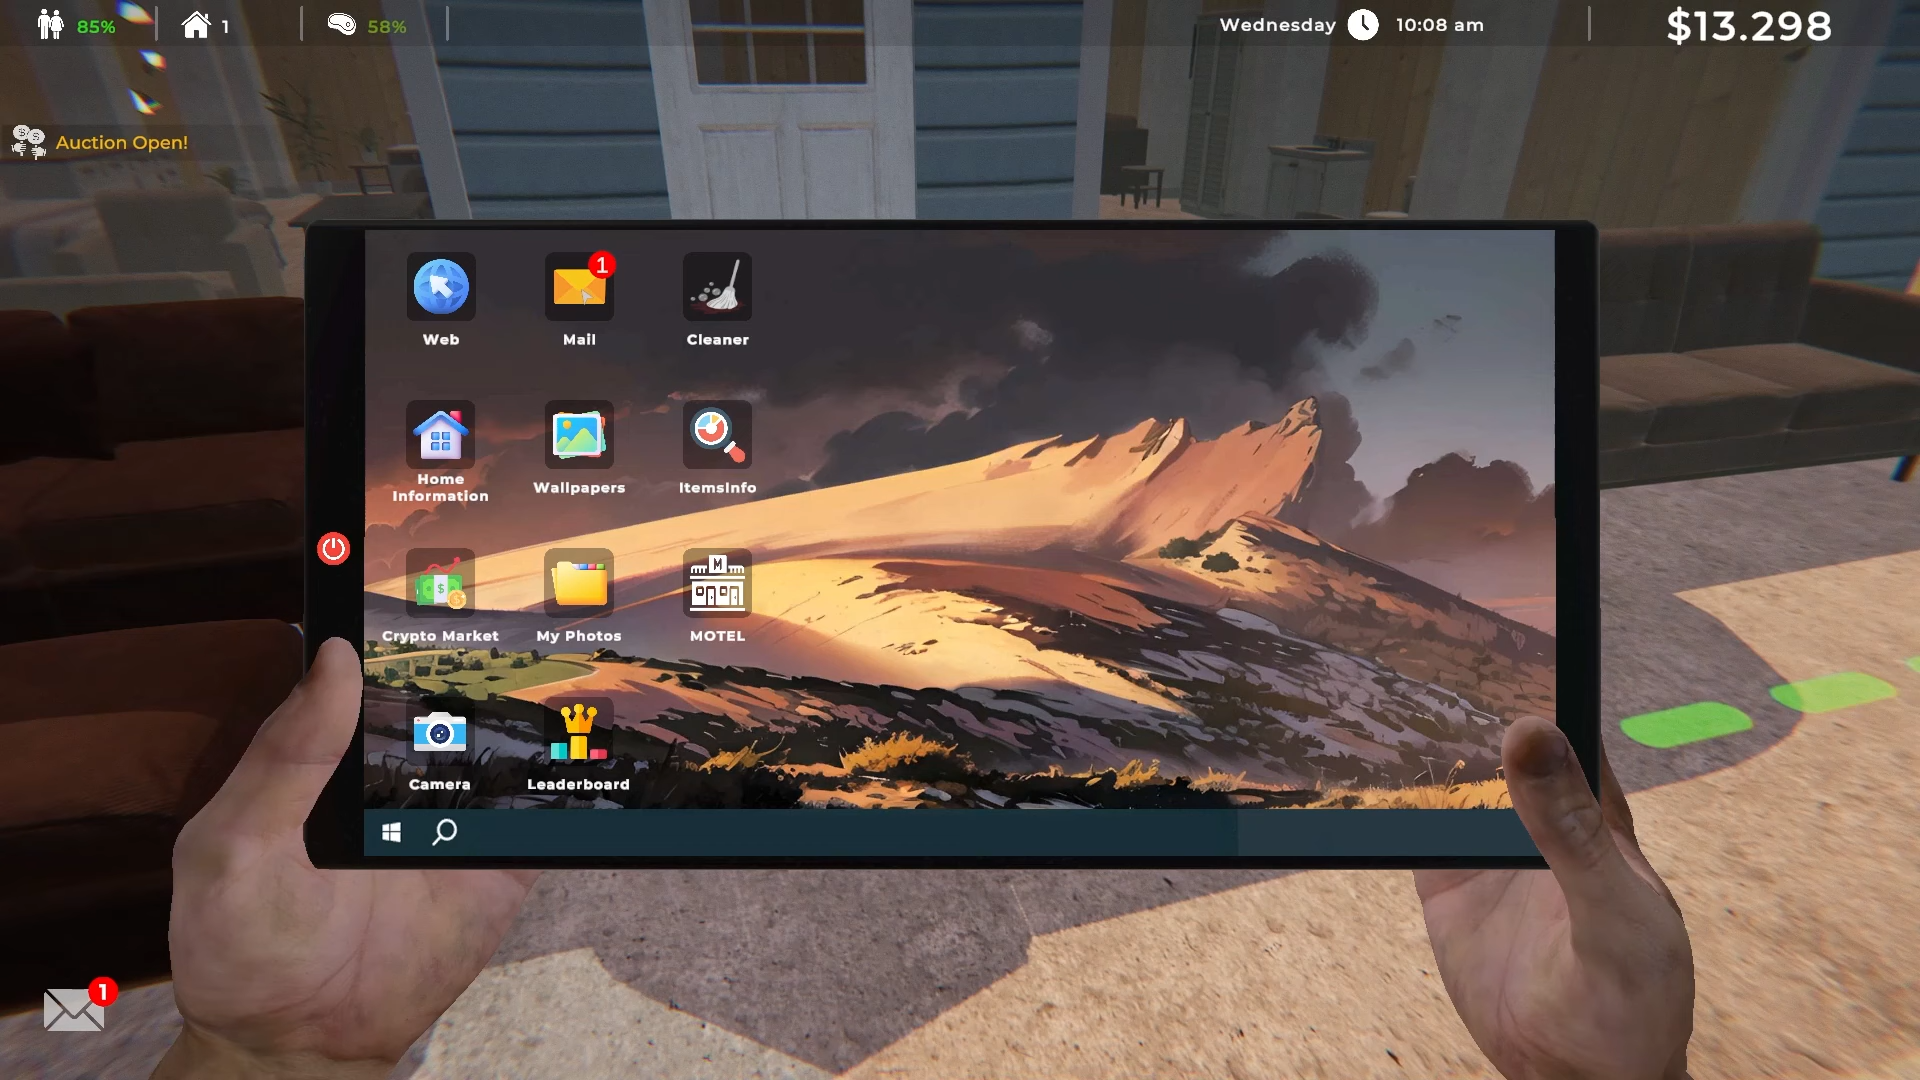 85%
1
58%
Wednesday
10:08 am
$13.298
Auction Open!
1
Web
Mail
Cleaner
Home
Information
Wallpapers
ItemsInfo
M
Crypto Market
My Photos
MOTEL
Camera
Leaderboard
1